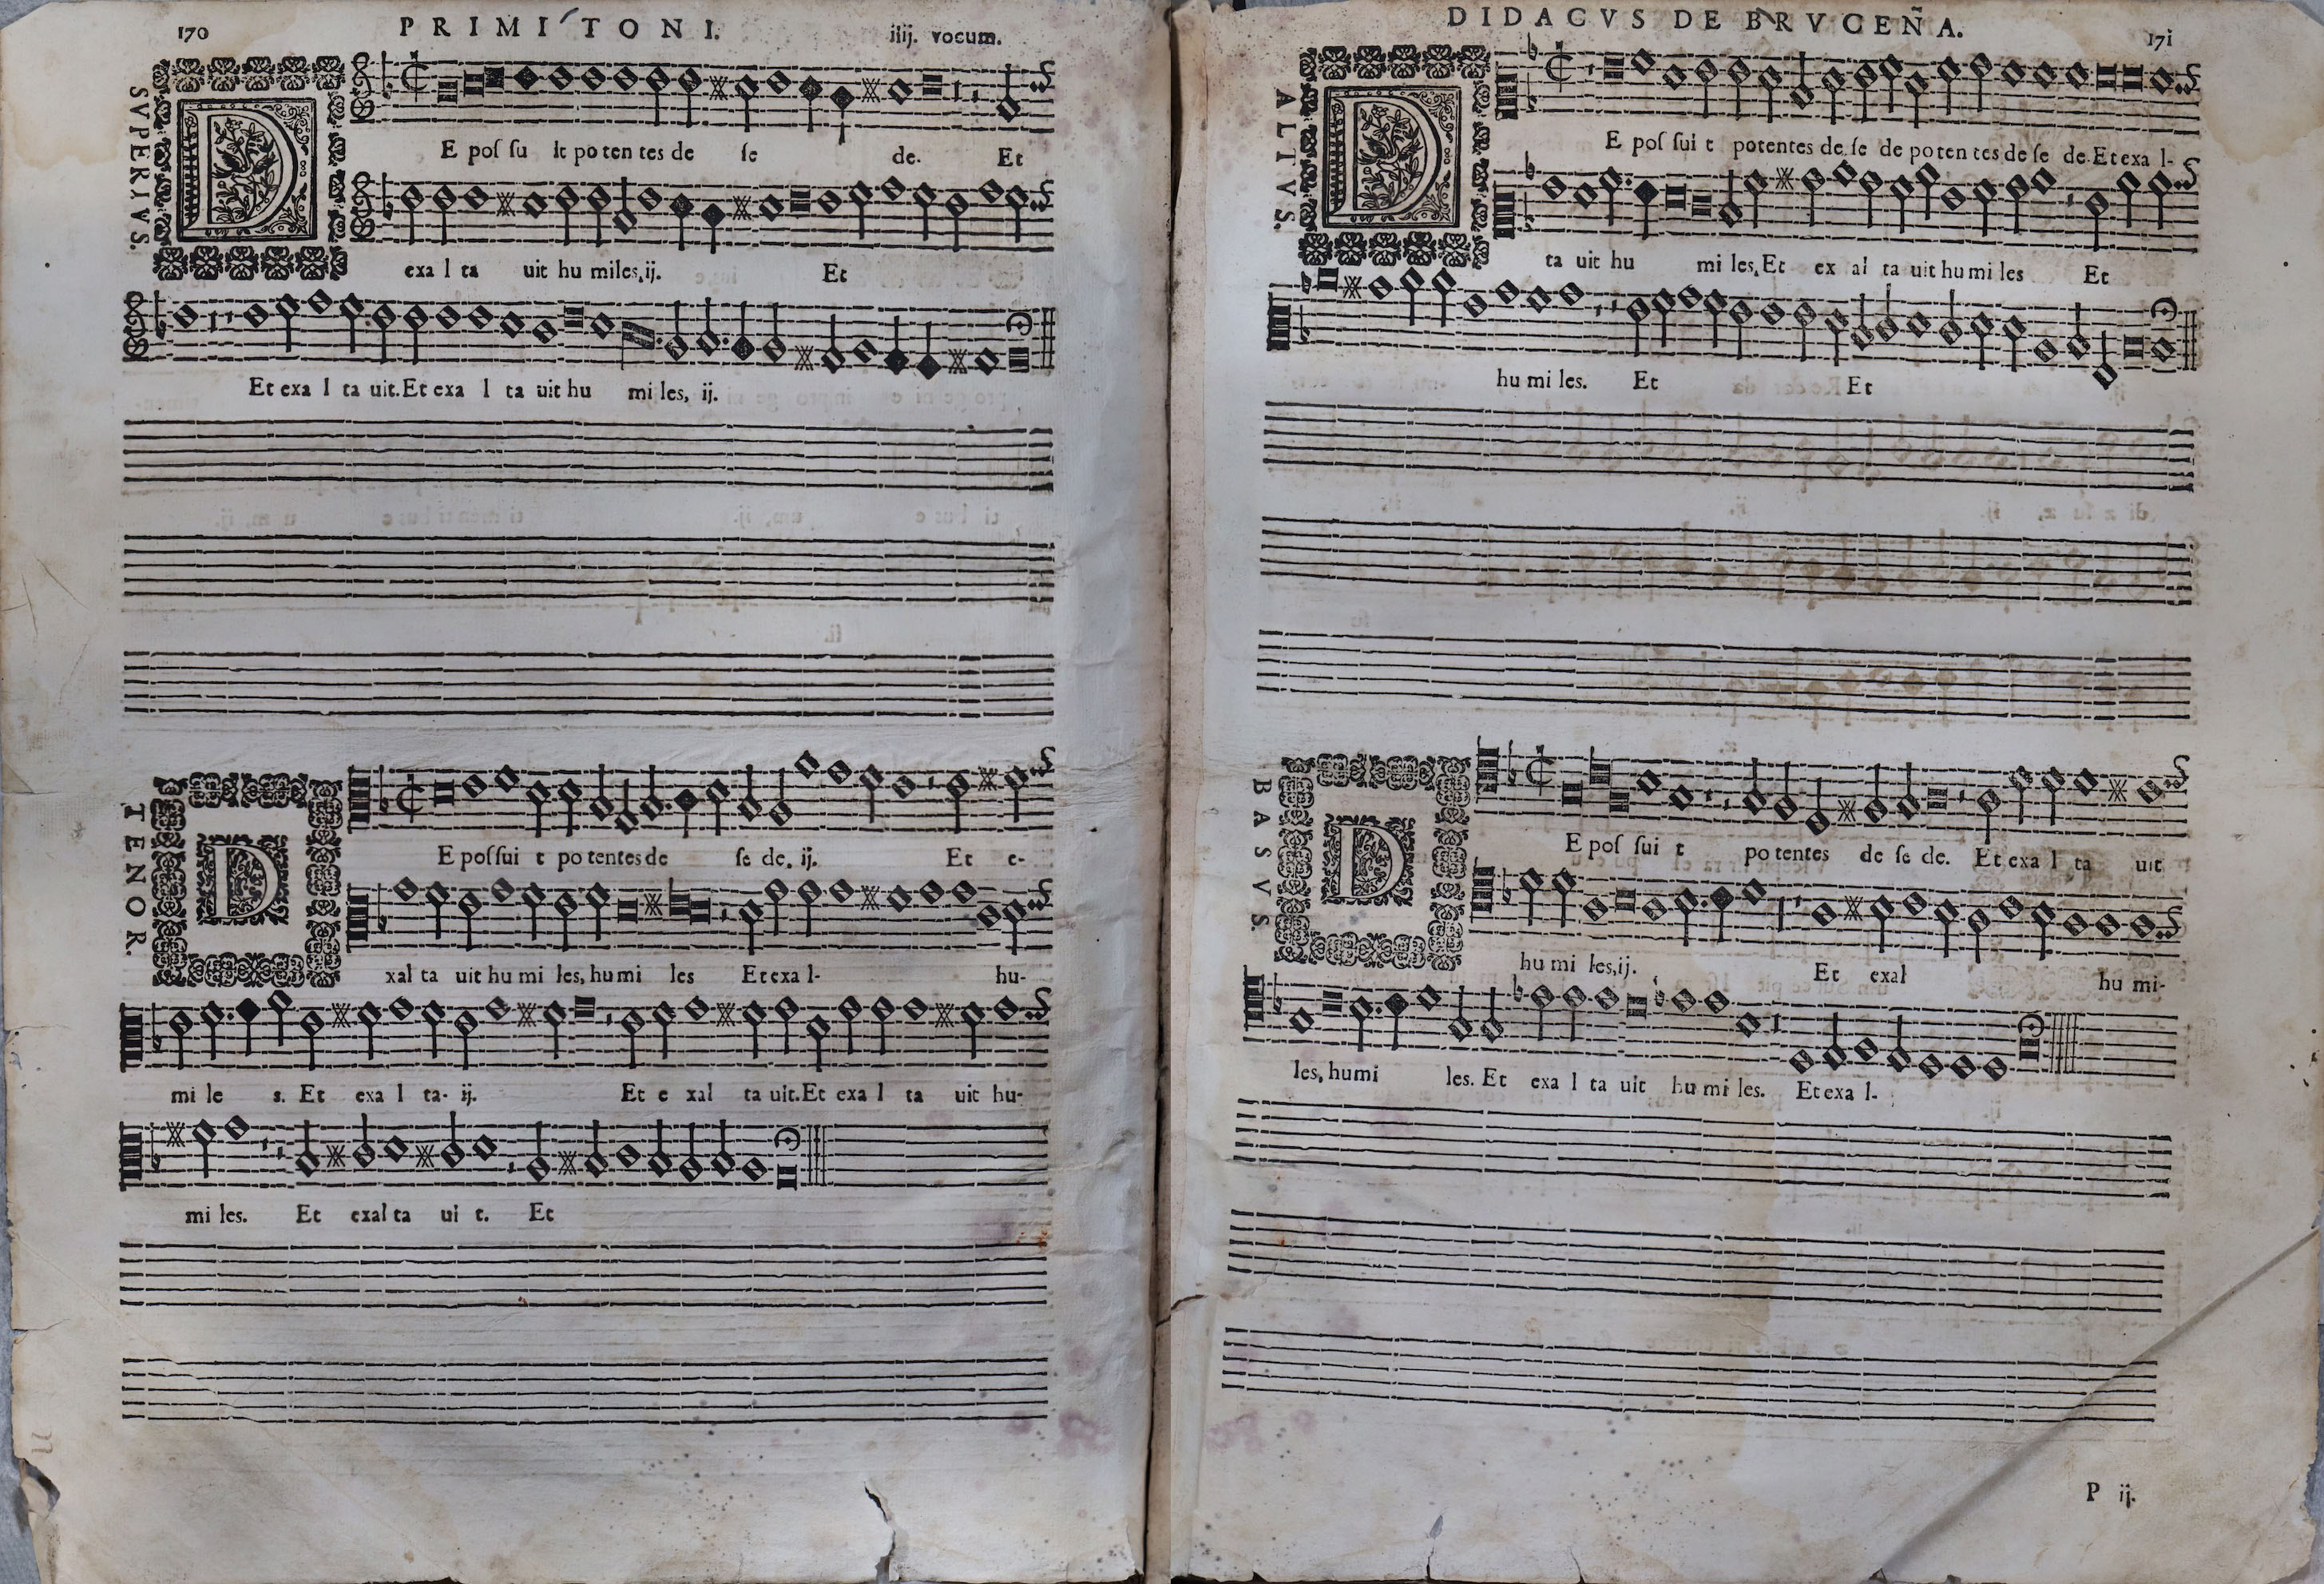 170 PRIMI TONI. iiij. vocum.
SVPERIVS.
D
E pos su it po ten tes de se de. Et
exa l ta uit hu miles, ij. Et
Et exa l ta uit. Et exa l ta uit hu mi les, ij.
TENOR.
D
E pos sui t po tentes de se de, ij. Et e-
xal ta uit hu mi les, hu mi les Et exa l- hu-
mi le s. Et exa l ta- ij. Et e xal ta uit. Et exa l ta uit hu-
mi les. Et exal ta ui t. Et
DIDACVS DE BRVCEÑA. 171
ALTVS.
D
E pos sui t potentes de se de po ten tes de se de. Et exa l-
ta uit hu mi les, Et ex al ta uit hu mi les Et
hu mi les. Et Et
BASVS.
D
E pos sui t po tentes de se de. Et exa l ta uit
hu mi les, ij. Et exal hu mi-
les, humi les. Et exa l ta uit hu mi les. Et exa l.
P ij.